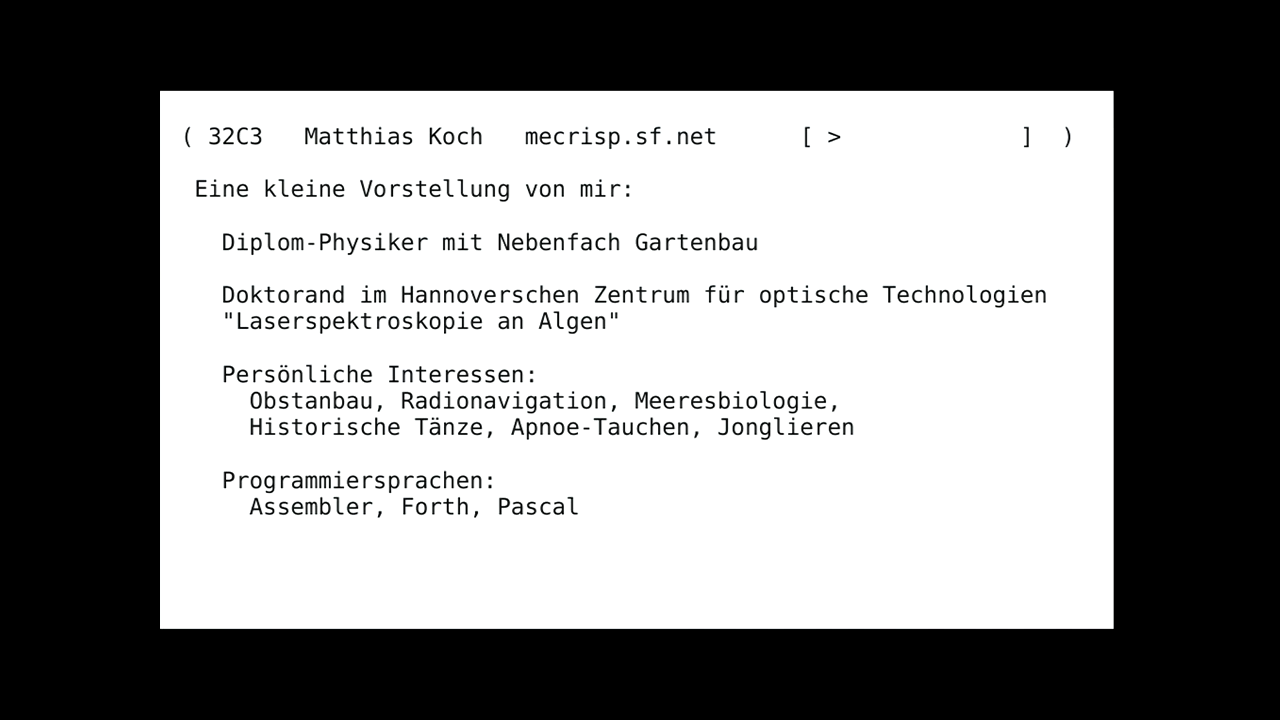 ( 32C3   Matthias Koch   mecrisp.sf.net      [ >             ]  )
Eine kleine Vorstellung von mir:
Diplom-Physiker mit Nebenfach Gartenbau
Doktorand im Hannoverschen Zentrum für optische Technologien
"Laserspektroskopie an Algen"
Persönliche Interessen:
Obstanbau, Radionavigation, Meeresbiologie,
Historische Tänze, Apnoe-Tauchen, Jonglieren
Programmiersprachen:
Assembler, Forth, Pascal